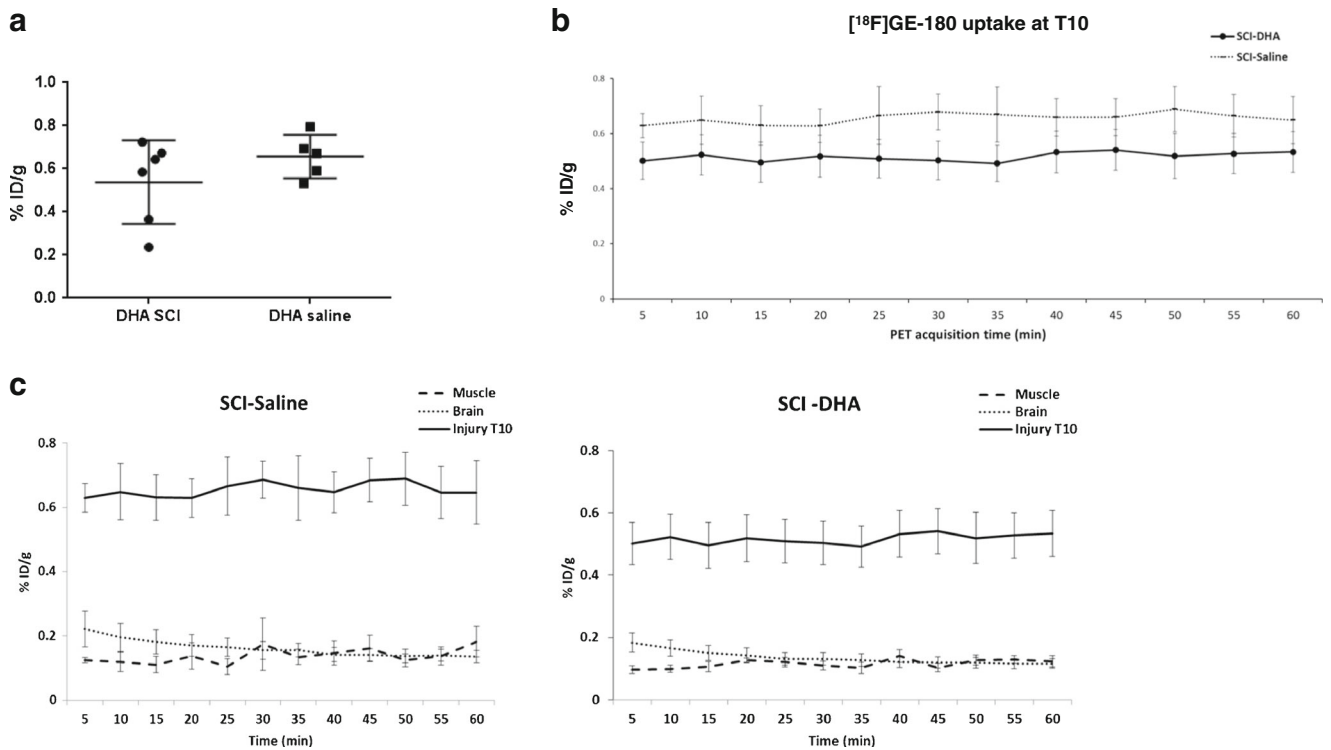 a
1.0
0.8
0.6
0.4
0.2
0.0
% ID/g
DHA SCI DHA saline
b
[¹⁸F]GE-180 uptake at T10
SCI-DHA
SCI-Saline
0.8
0.6
0.4
0.2
0
% ID/g
5 10 15 20 25 30 35 40 45 50 55 60
PET acquisition time (min)
c
SCI-Saline
Muscle
Brain
Injury T10
0.8
0.6
0.4
0.2
0
% ID/g
5 10 15 20 25 30 35 40 45 50 55 60
Time (min)
SCI -DHA
Muscle
Brain
Injury T10
0.8
0.6
0.4
0.2
0
% ID/g
5 10 15 20 25 30 35 40 45 50 55 60
Time (min)